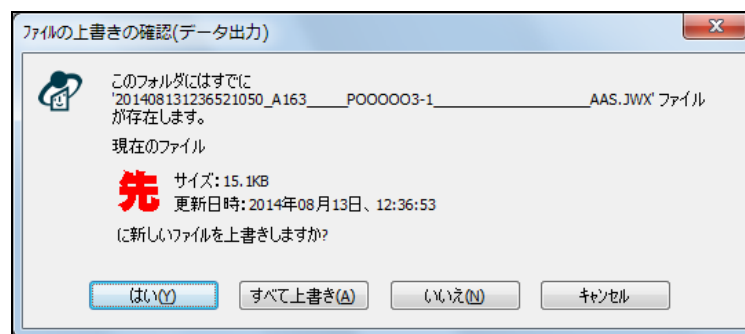 ファイルの上書きの確認(データ出力)
このフォルダにはすでに
'201408131236521050_A163_____POOOOO3-1______________________AAS.JWX' ファイル
が存在します。
現在のファイル
先
サイズ: 15.1KB
更新日時: 2014年08月13日、12:36:53
に新しいファイルを上書きしますか?
はい(Y)
すべて上書き(A)
いいえ(N)
キャンセル